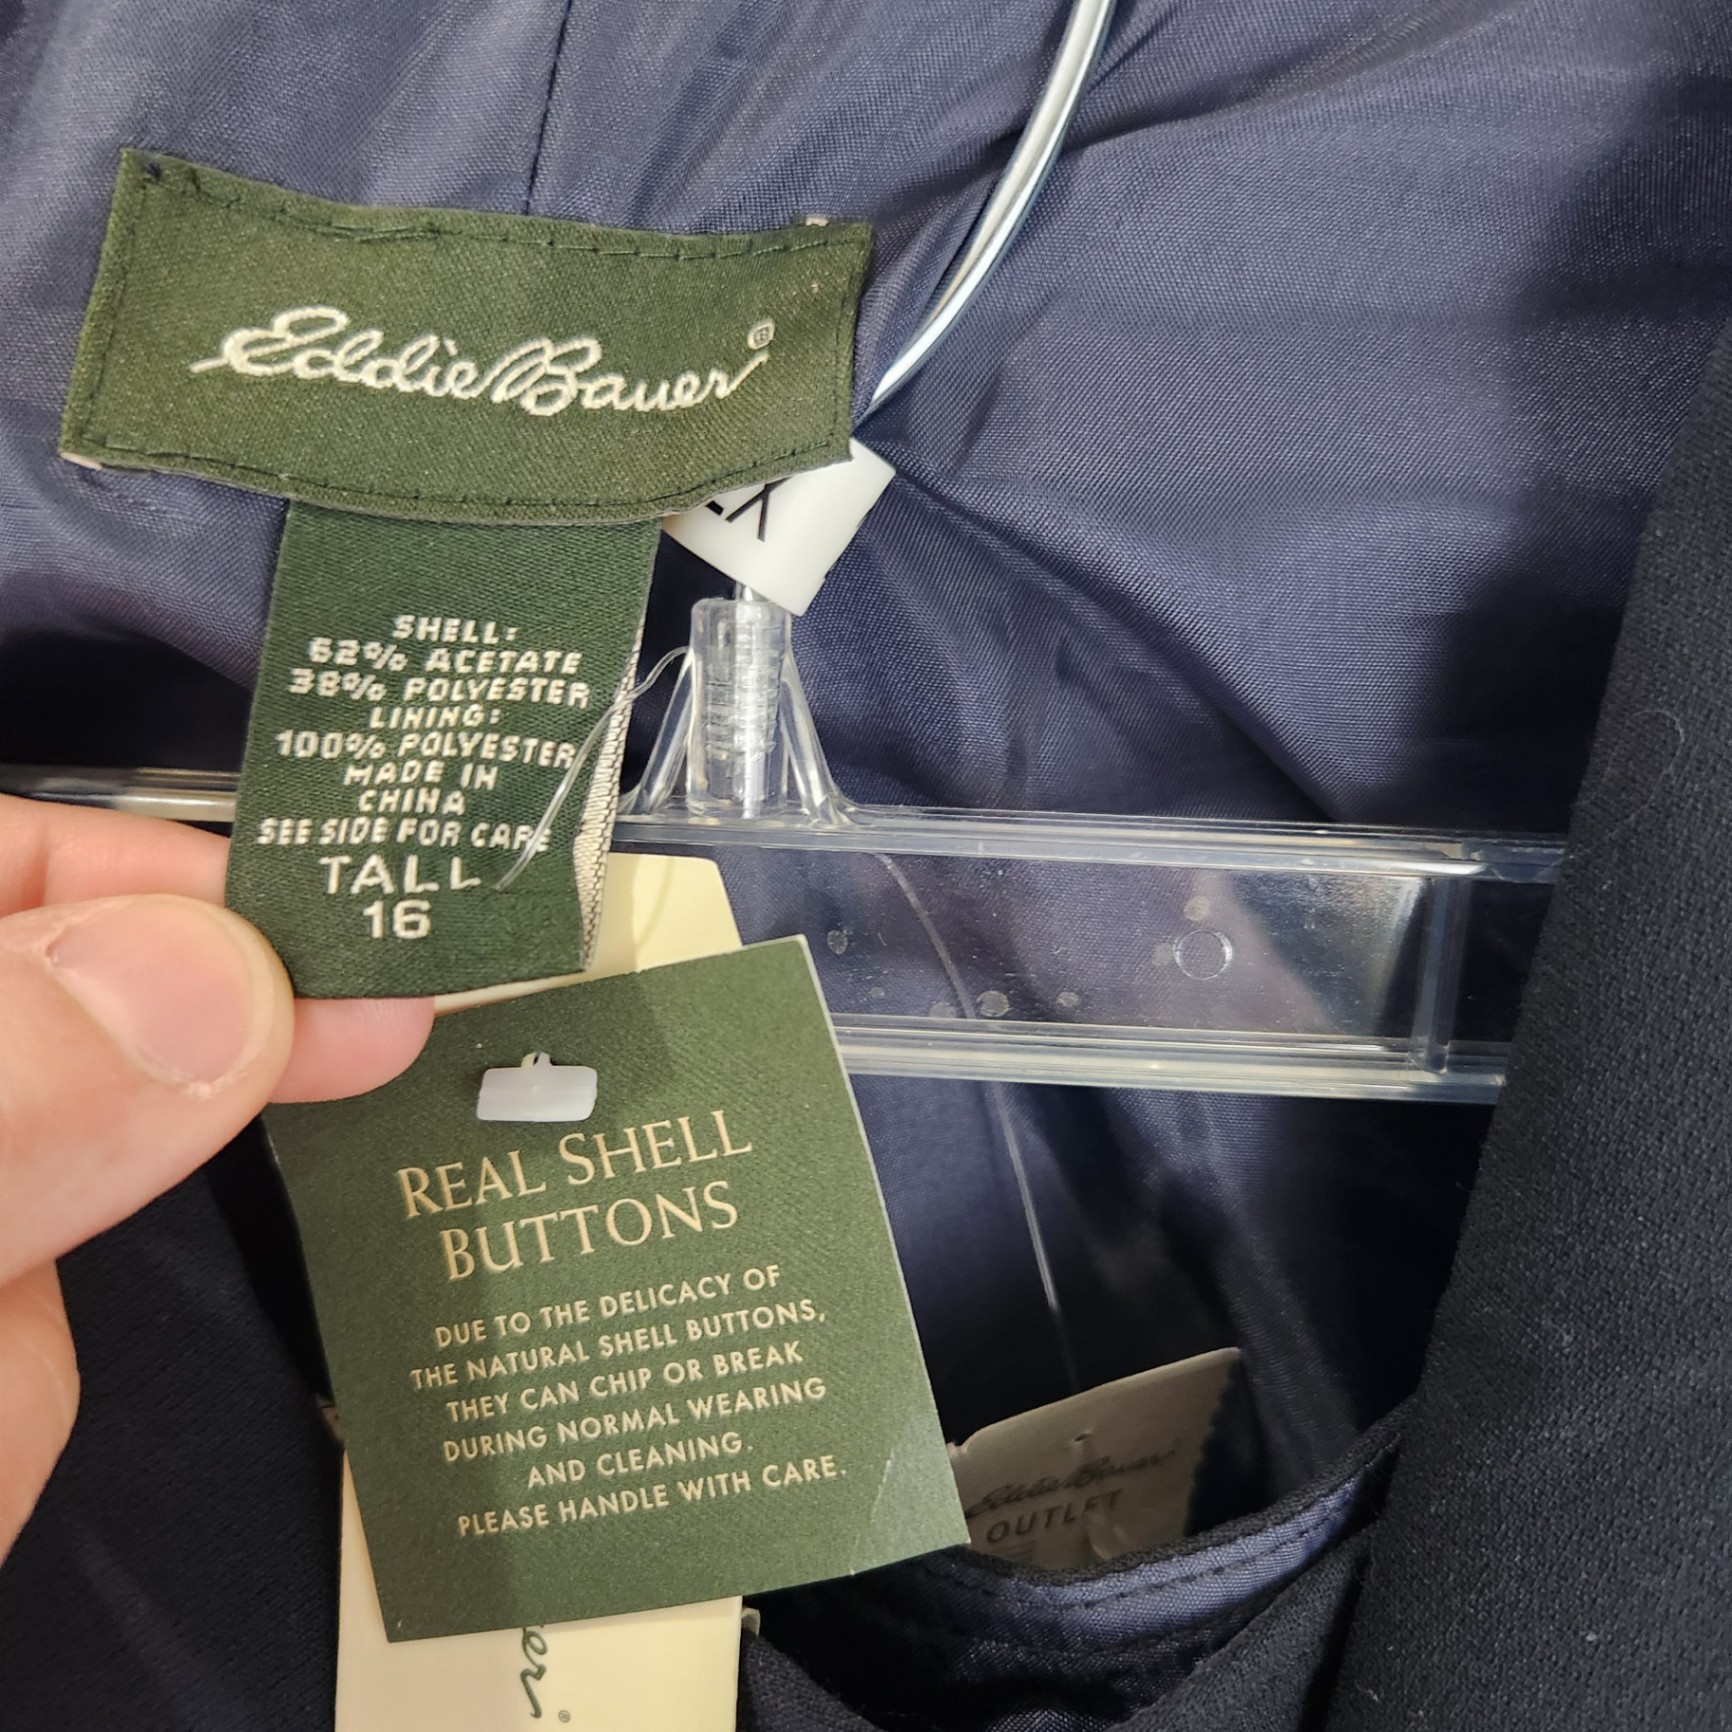 Eddie Bauer®
SHELL:
62% ACETATE
38% POLYESTER
LINING:
100% POLYESTER
MADE IN
CHINA
SEE SIDE FOR CARE
TALL
16
REAL SHELL
BUTTONS
DUE TO THE DELICACY OF
THE NATURAL SHELL BUTTONS,
THEY CAN CHIP OR BREAK
DURING NORMAL WEARING
AND CLEANING.
PLEASE HANDLE WITH CARE.
Eddie Bauer
OUTLET
er®